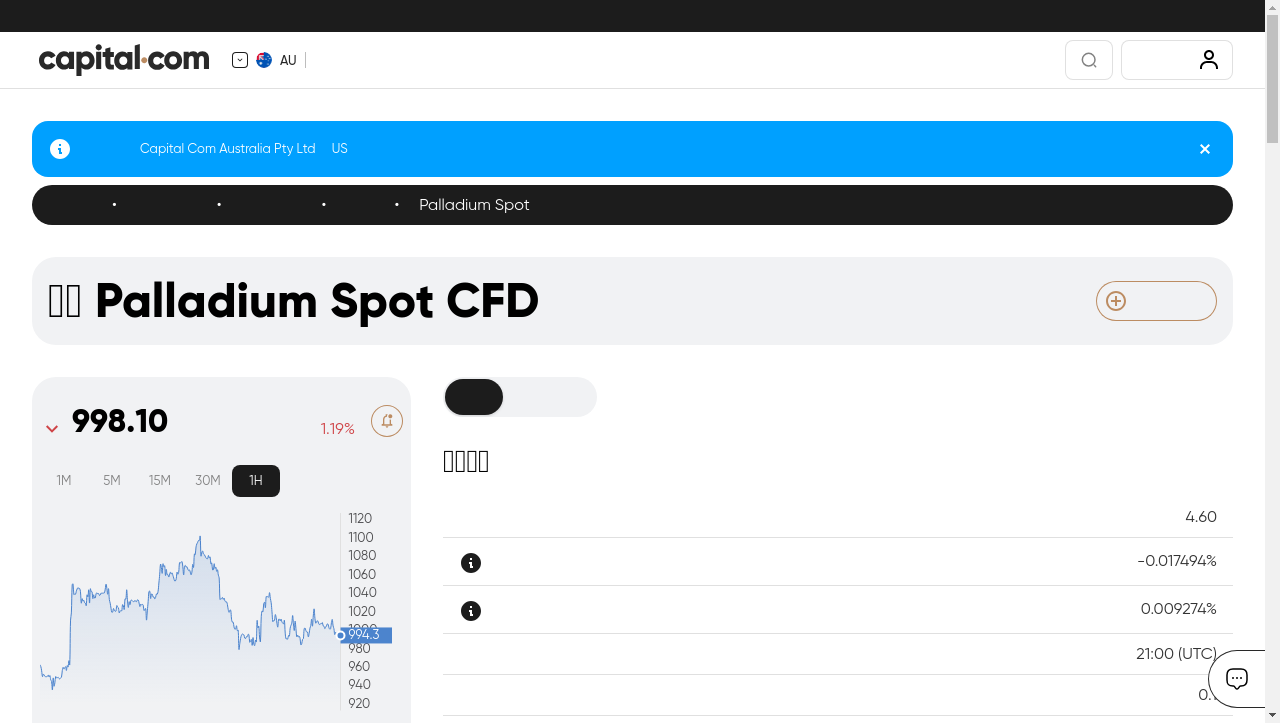 capital.com
AU
Capital Com Australia Pty Ltd US
Palladium Spot
Palladium Spot CFD
998.10
1.19%
1M 5M 15M 30M 1H
1120
1100
1080
1060
1040
1020
994.3
980
960
940
920
4.60
-0.017494%
0.009274%
21:00 (UTC)